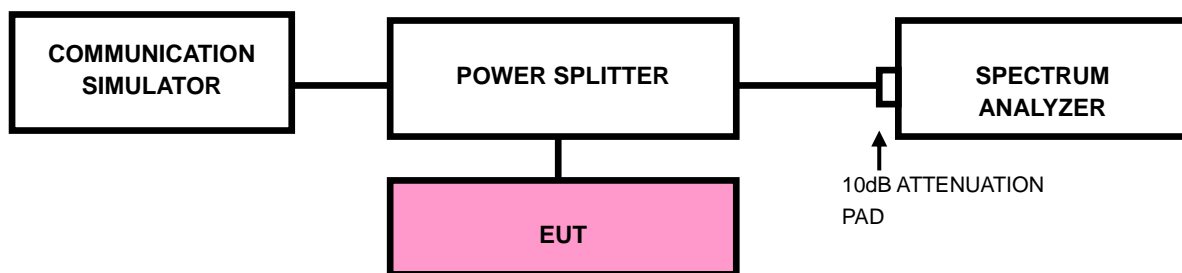 COMMUNICATION
SIMULATOR
POWER SPLITTER
SPECTRUM
ANALYZER
10dB ATTENUATION
PAD
EUT